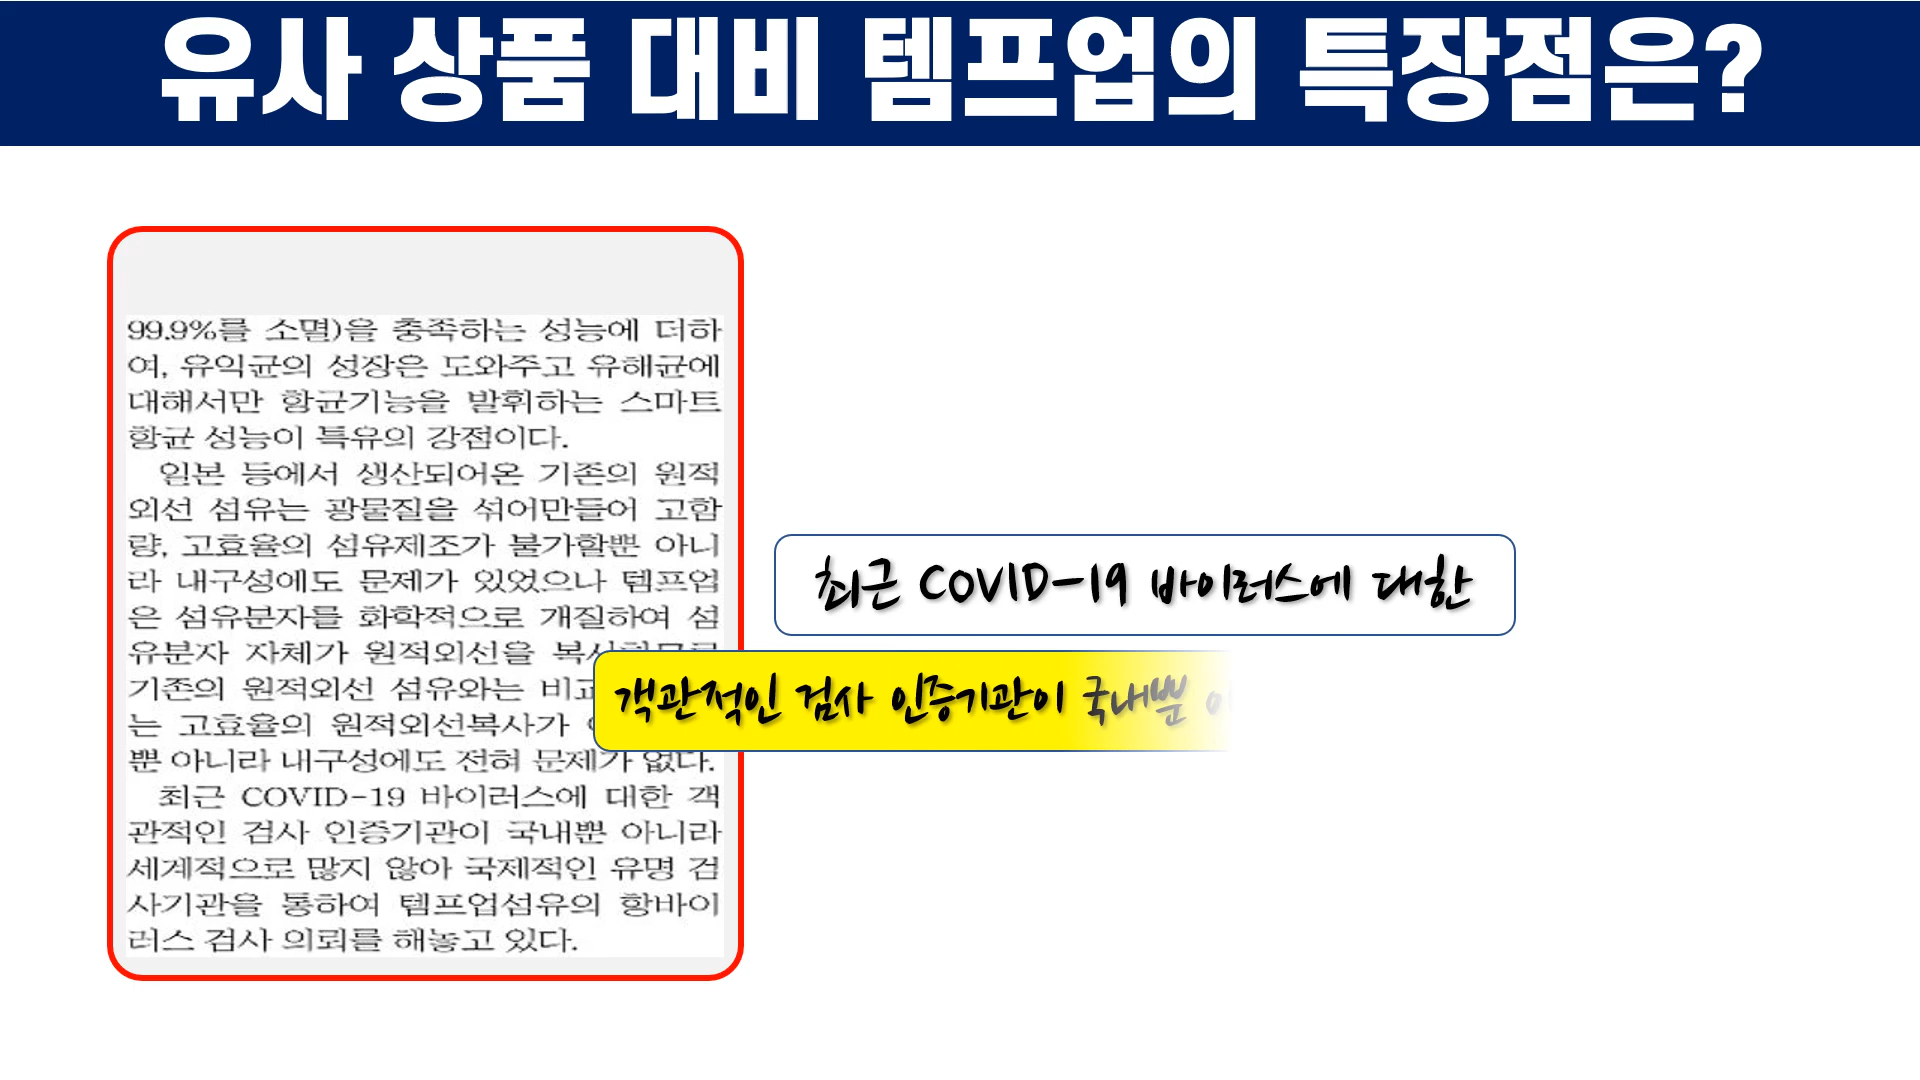 유사 상품 대비 템프업의 특장점은?
99.9%를 소멸)을 충족하는 성능에 더하
여, 유익균의 성장은 도와주고 유해균에
대해서만 항균기능을 발휘하는 스마트
항균 성능이 특유의 강점이다.
일본 등에서 생산되어온 기존의 원적
외선 섬유는 광물질을 섞어만들어 고함
량, 고효율의 섬유제조가 불가할뿐 아니
라 내구성에도 문제가 있었으나 템프업
은 섬유분자를 화학적으로 개질하여 섬
유분자 자체가 원적외선을
기존의 원적외선 섬유와는 비교
는 고효율의 원적외선복사가
뿐 아니라 내구성에도 전혀 문제가 없다.
최근 COVID-19 바이러스에 대한 객
관적인 검사 인증기관이 국내뿐 아니라
세계적으로 많지 않아 국제적인 유명 검
사기관을 통하여 템프업섬유의 항바이
러스 검사 의뢰를 해놓고 있다.
최근 COVID-19 바이러스에 대한
객관적인 검사 인증기관이 국내뿐